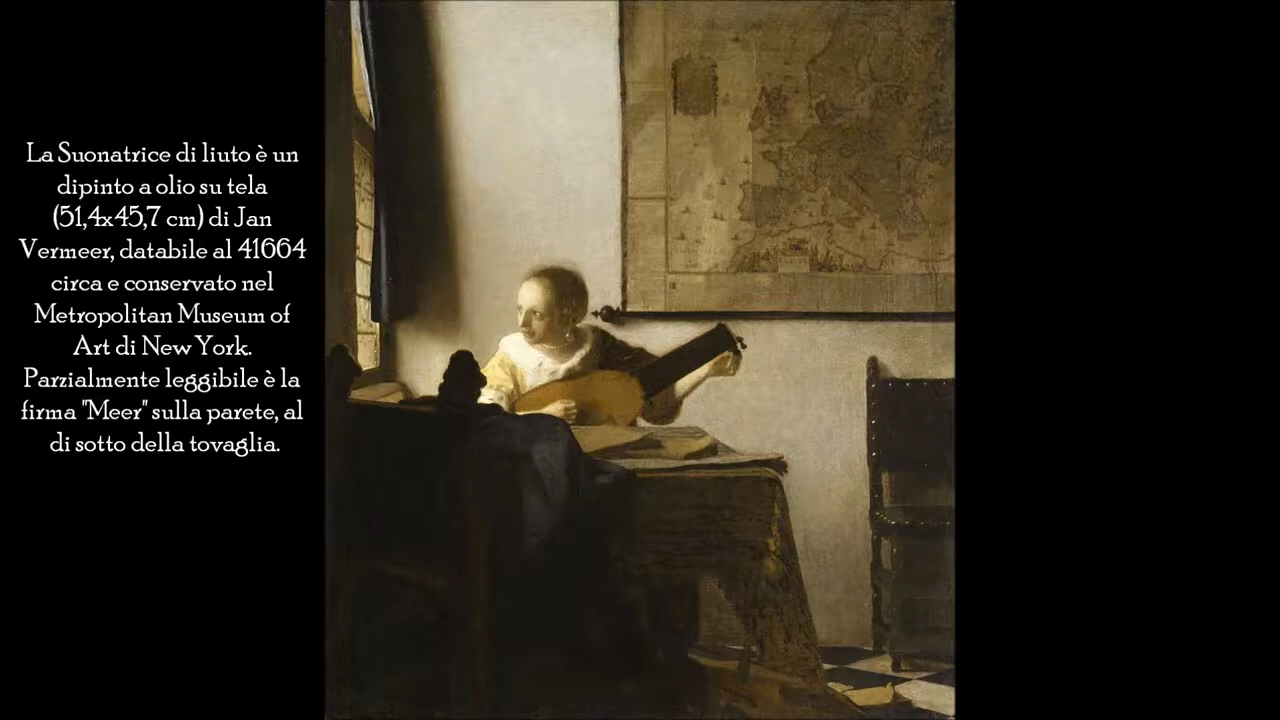 La Suonatrice di liuto è un
dipinto a olio su tela
(51,4x45,7 cm) di Jan
Vermeer, databile al 41664
circa e conservato nel
Metropolitan Museum of
Art di New York.
Parzialmente leggibile è la
firma "Meer" sulla parete, al
di sotto della tovaglia.